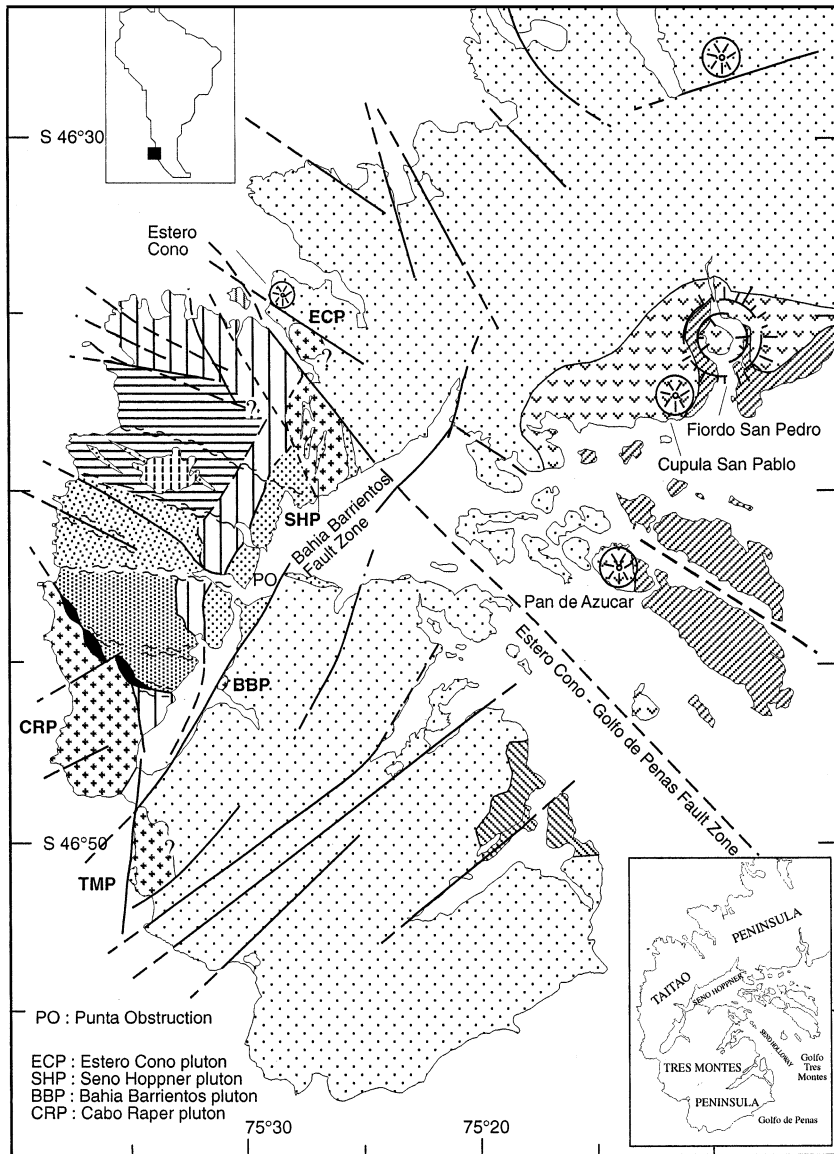 S 46°30
Estero
Cono
ECP
?
Fiordo San Pedro
Cupula San Pablo
?
SHP
Bahia Barrientos
Fault Zone
PO
Pan de Azucar
Estero Cono - Golfo de Penas Fault Zone
BBP
CRP
S 46°50
?
TMP
PENINSULA
TAITAO
SENO HOPPNER
SENO HOLLOWAY
Golfo
Tres
Montes
TRES MONTES
PENINSULA
Golfo de Penas
PO : Punta Obstruction
ECP : Estero Cono pluton
SHP : Seno Hoppner pluton
BBP : Bahia Barrientos pluton
CRP : Cabo Raper pluton
75°30
75°20